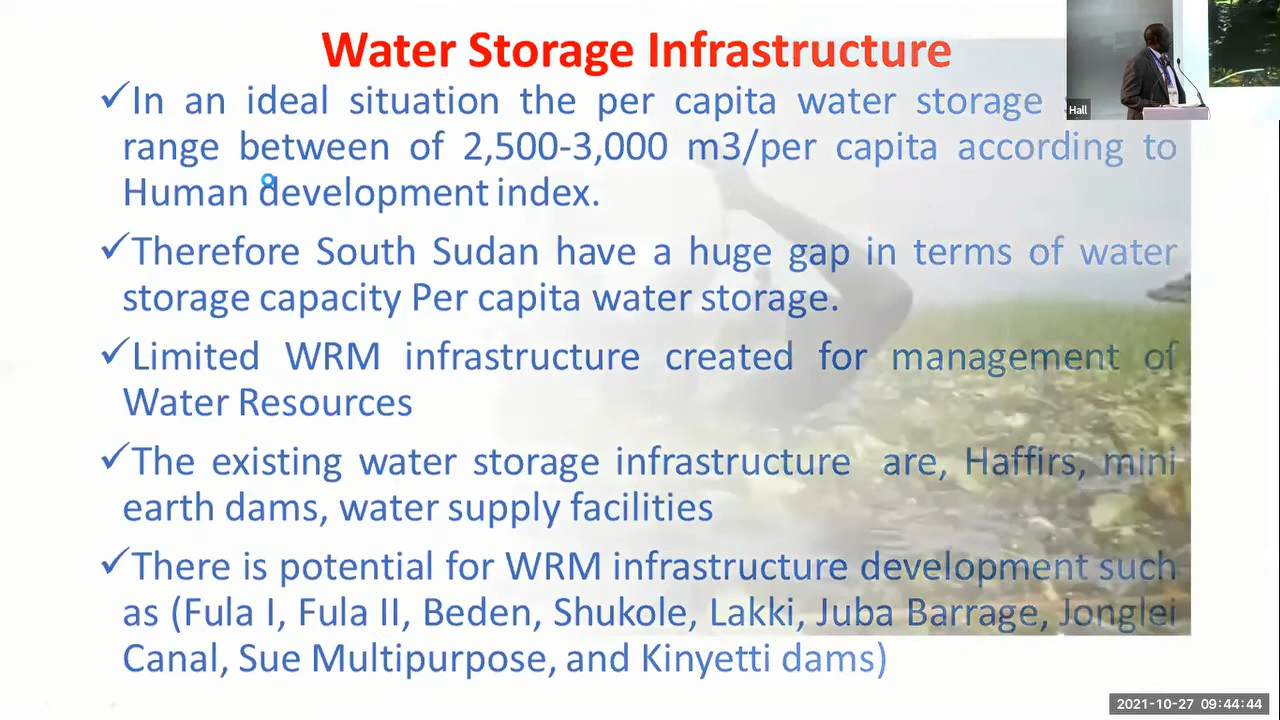 Water Storage Infrastructure
✓In an ideal situation the per capita water storage
range between of 2,500-3,000 m3/per capita according to
Human development index.
✓Therefore South Sudan have a huge gap in terms of water
storage capacity Per capita water storage.
✓Limited WRM infrastructure created for management of
Water Resources
✓The existing water storage infrastructure are, Haffirs, mini
earth dams, water supply facilities
✓There is potential for WRM infrastructure development such
as (Fula I, Fula II, Beden, Shukole, Lakki, Juba Barrage, Jonglei
Canal, Sue Multipurpose, and Kinyetti dams)
Hall
2021-10-27 09:44:44